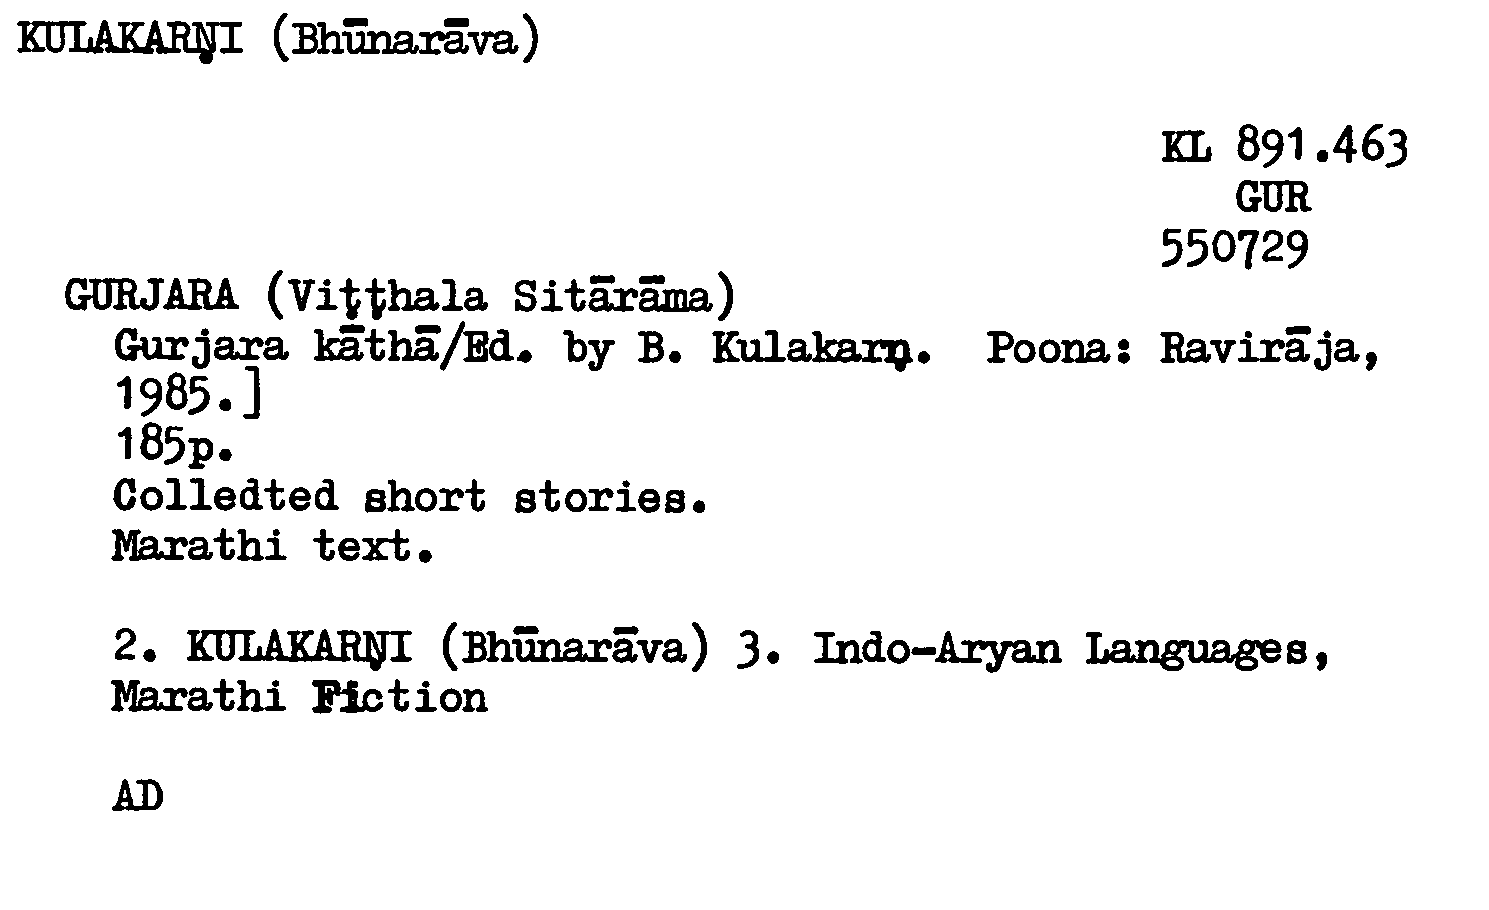 KULAKARṆI (Bhūnarāva)
KL 891.463
GUR
550729
GURJARA (Viṭṭhala Sitārāma)
Gurjara kāthā/Ed. by B. Kulakarṇ. Poona: Ravirāja,
1985.]
185p.
Colledted short stories.
Marathi text.
2. KULAKARṆI (Bhūnarāva) 3. Indo-Aryan Languages,
Marathi Fiction
AD